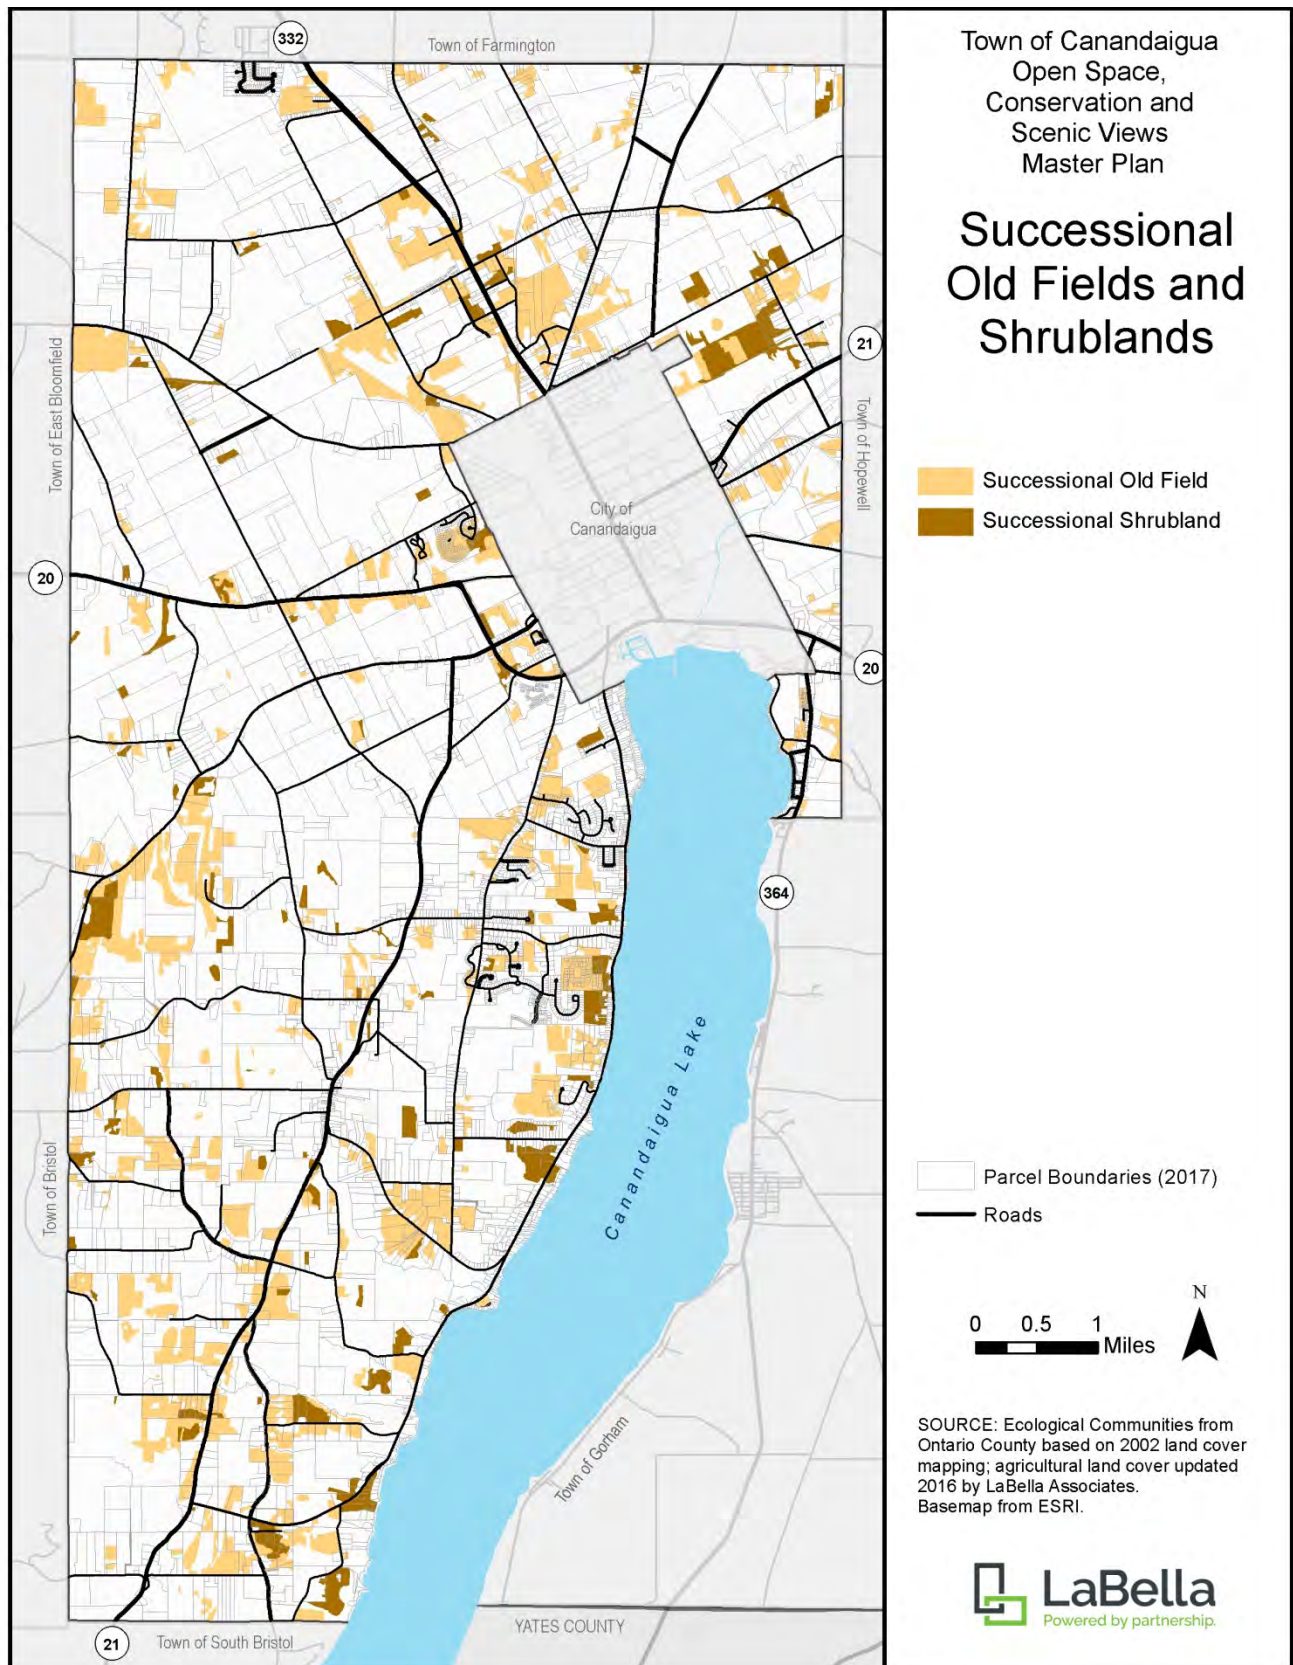 332
Town of Farmington
Town of East Bloomfield
21
Town of Hopewell
City of
Canandaigua
20
20
364
Canandaigua Lake
Town of Bristol
Town of Gorham
YATES COUNTY
21
Town of South Bristol
Town of Canandaigua
Open Space,
Conservation and
Scenic Views
Master Plan
Successional
Old Fields and
Shrublands
Successional Old Field
Successional Shrubland
Parcel Boundaries (2017)
Roads
N
0 0.5 1
Miles
SOURCE: Ecological Communities from
Ontario County based on 2002 land cover
mapping; agricultural land cover updated
2016 by LaBella Associates.
Basemap from ESRI.
LaBella
Powered by partnership.